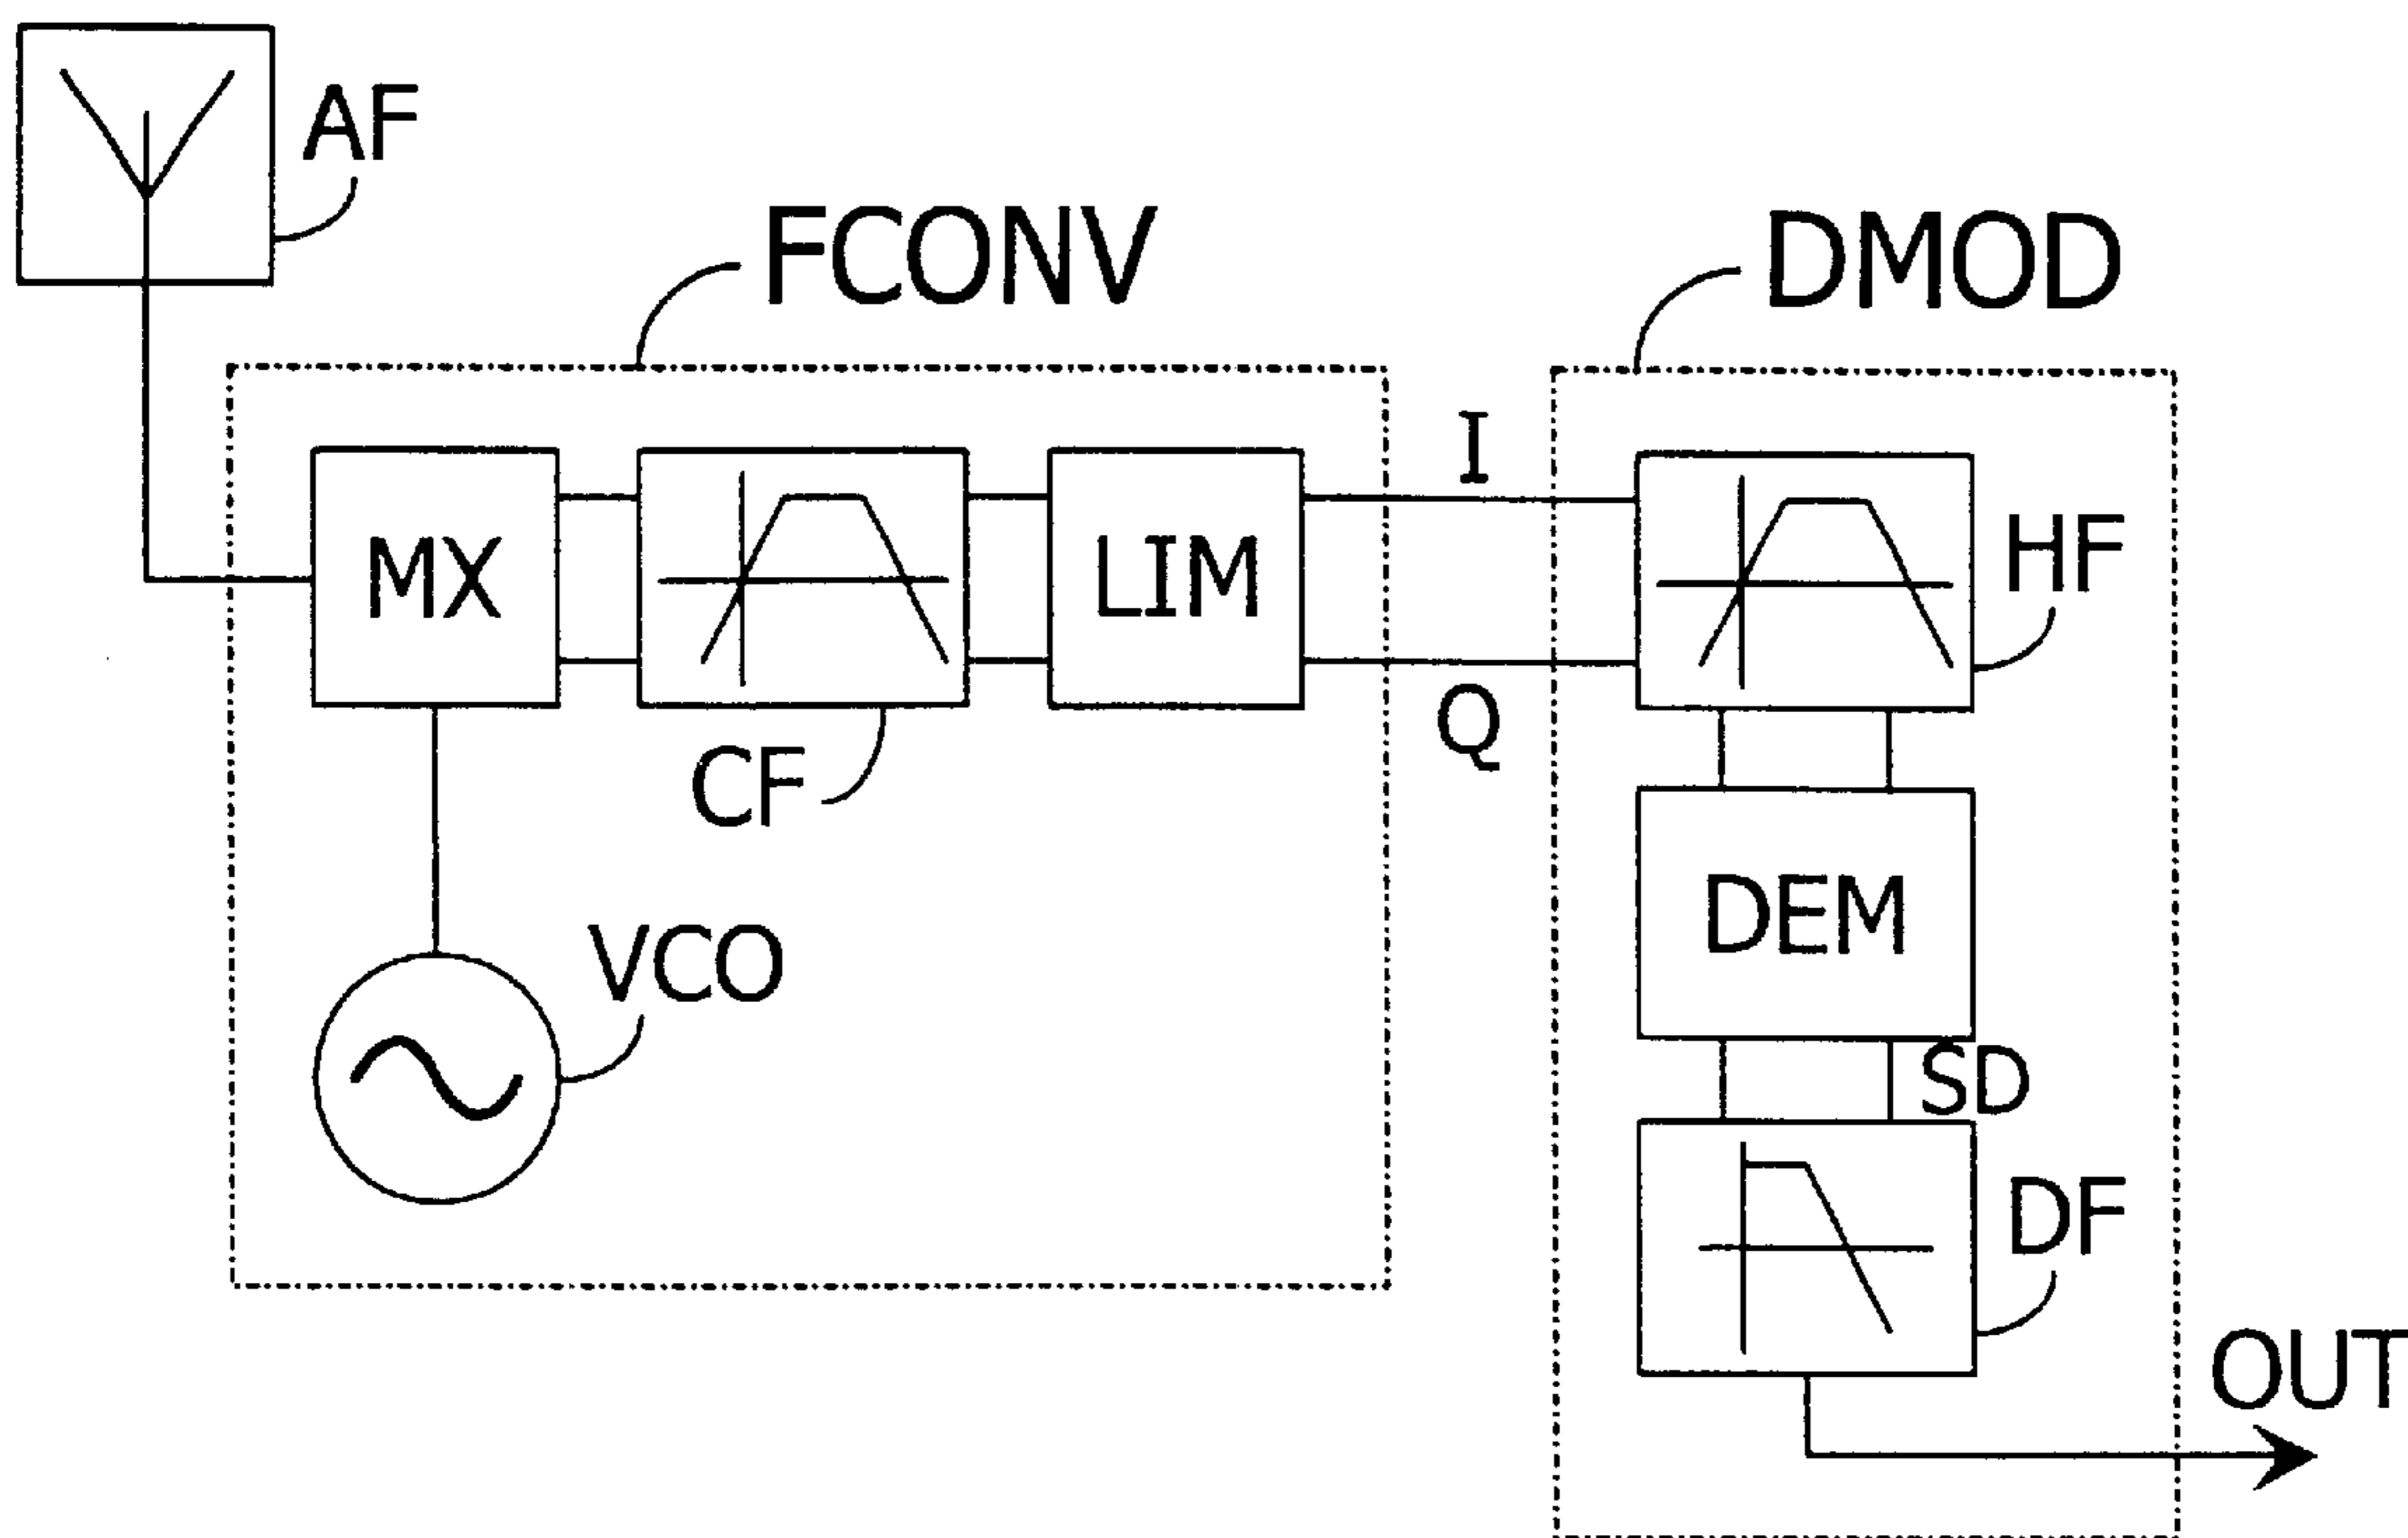 AF
FCONV
DMOD
I
MX
LIM
HF
Q
CF
DEM
VCO
SD
DF
OUT